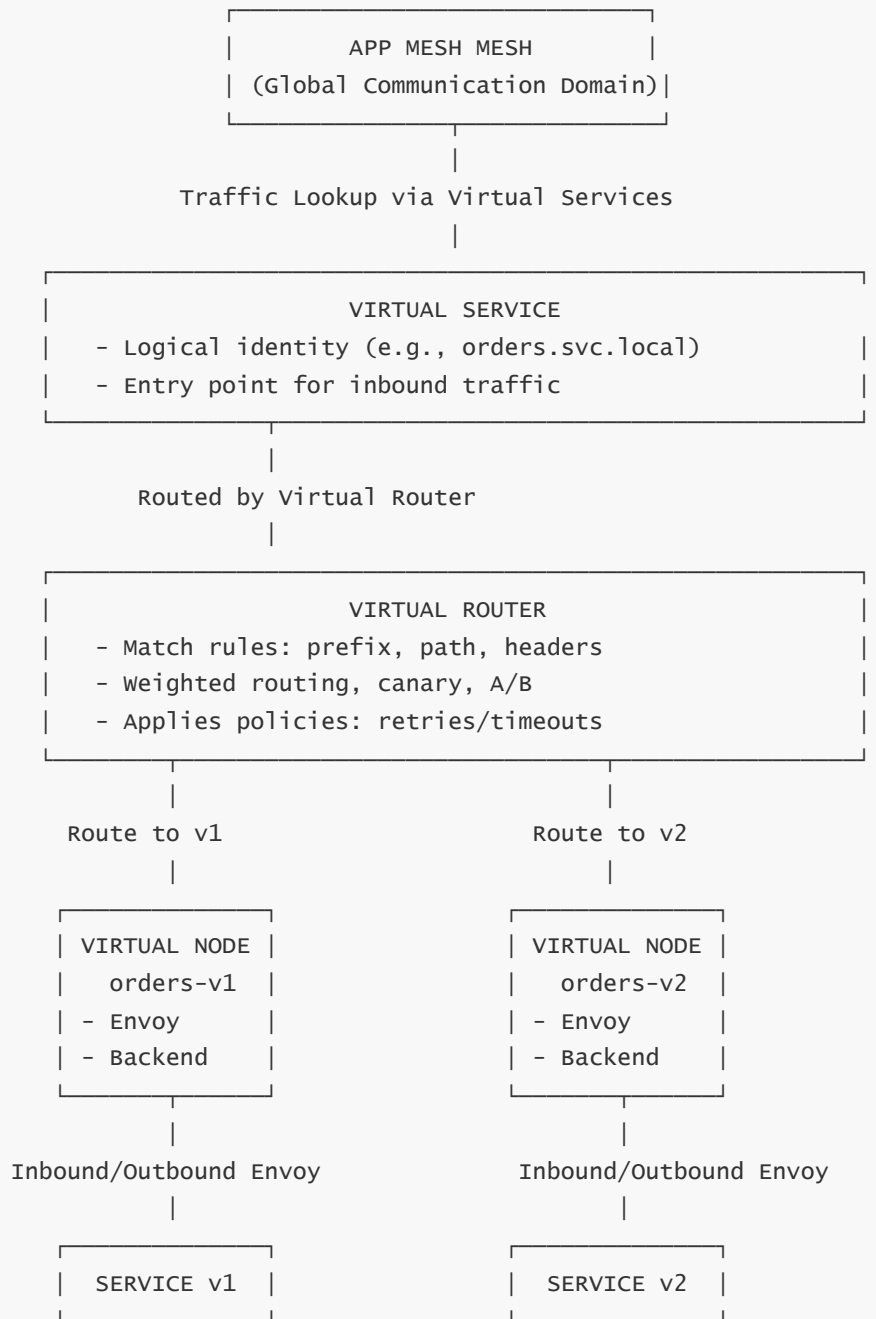 APP MESH MESH
(Global Communication Domain)
Traffic Lookup via Virtual Services
VIRTUAL SERVICE
- Logical identity (e.g., orders.svc.local)
- Entry point for inbound traffic
Routed by Virtual Router
VIRTUAL ROUTER
- Match rules: prefix, path, headers
- Weighted routing, canary, A/B
- Applies policies: retries/timeouts
Route to v1 Route to v2
VIRTUAL NODE VIRTUAL NODE
orders-v1 orders-v2
- Envoy - Envoy
- Backend - Backend
Inbound/Outbound Envoy Inbound/Outbound Envoy
SERVICE v1 SERVICE v2